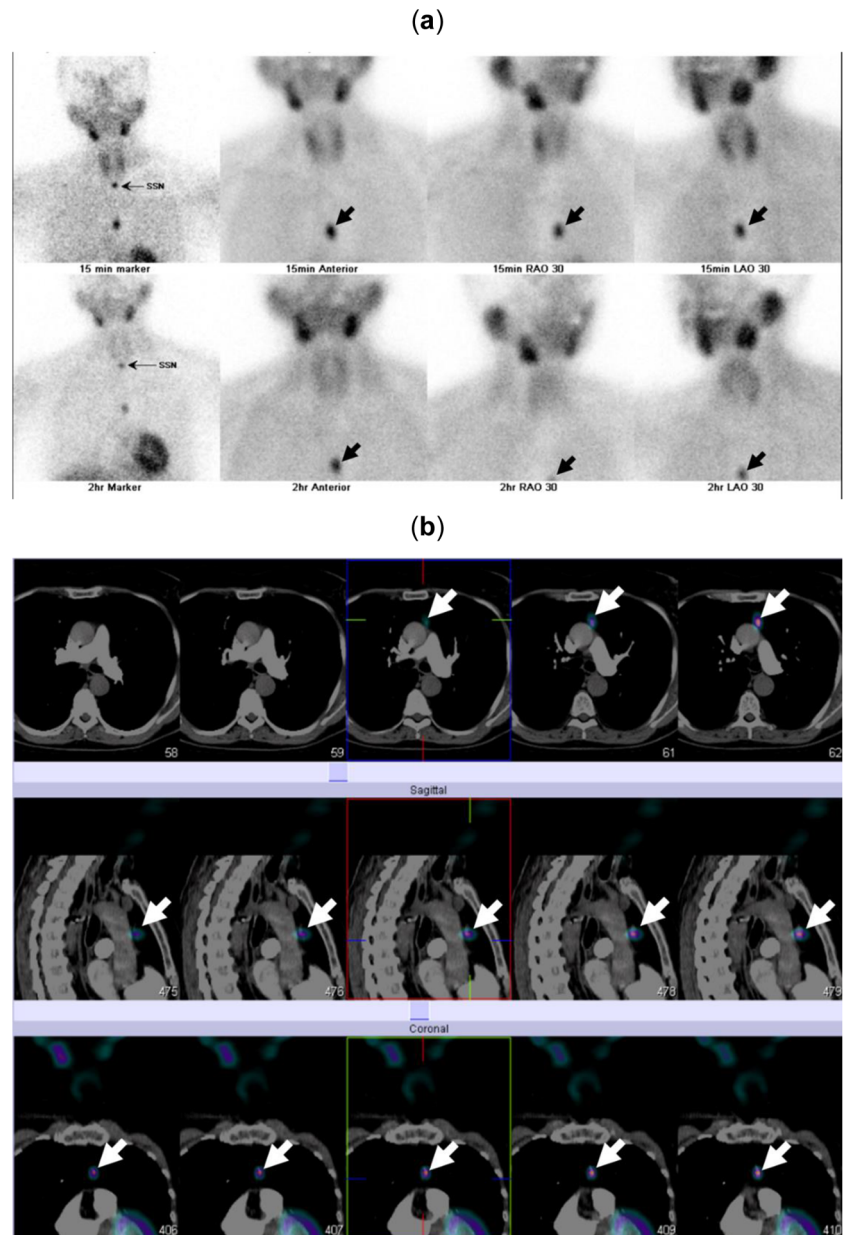 (a)
SSN
15 min marker 15min Anterior 15min RAO 30 15min LAO 30
SSN
2hr Marker 2hr Anterior 2hr RAO 30 2hr LAO 30
(b)
58 59 61 62
Sagittal
475 476 478 479
Coronal
406 407 409 410